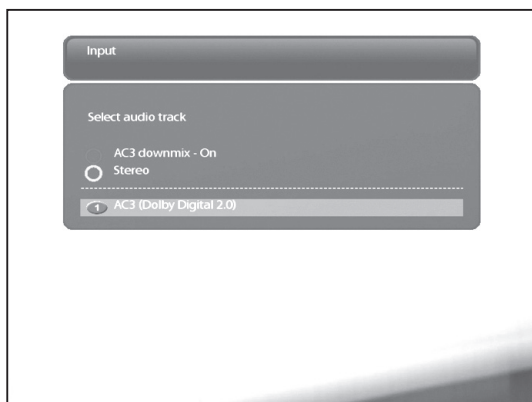 Input
Select audio track
AC3 downmix - On
Stereo
1 AC3 (Dolby Digital 2.0)